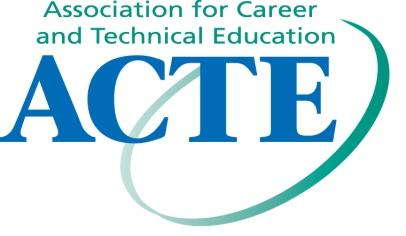 Association for Career
and Technical Education
ACTE